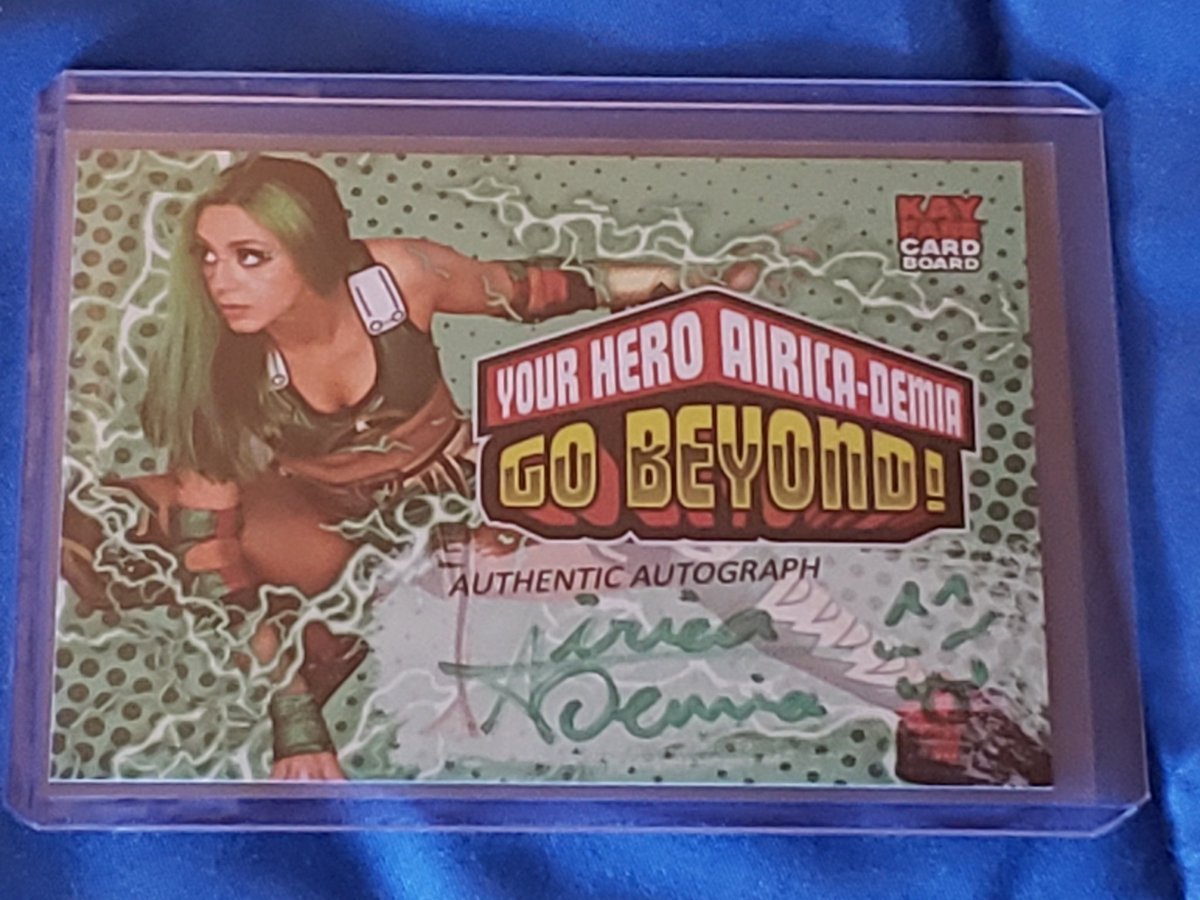 KAY
FABE
CARD
BOARD
YOUR HERO AIRICA-DEMIA
GO BEYOND!
AUTHENTIC AUTOGRAPH
Airica
Demia